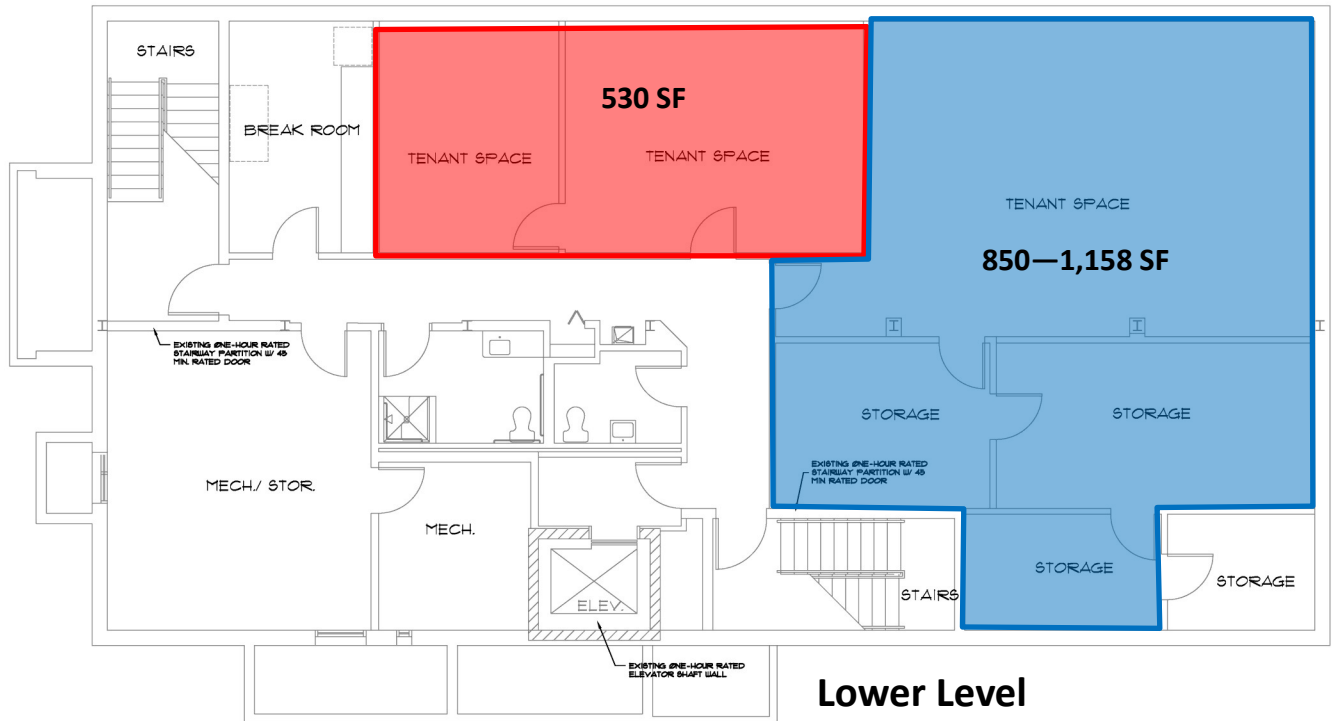 STAIRS
530 SF
BREAK ROOM
TENANT SPACE
TENANT SPACE
TENANT SPACE
850—1,158 SF
EXISTING ONE-HOUR RATED
STAIRWAY PARTITION W/ 45
MIN. RATED DOOR
STORAGE
STORAGE
EXISTING ONE-HOUR RATED
STAIRWAY PARTITION W/ 45
MIN RATED DOOR
MECH./ STOR.
MECH.
STORAGE
STORAGE
STAIRS
ELEV.
EXISTING ONE-HOUR RATED
ELEVATOR SHAFT WALL
Lower Level